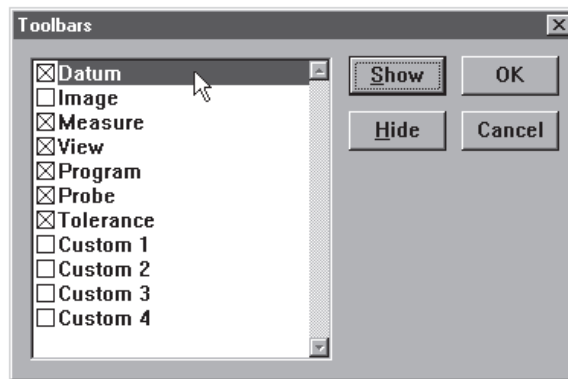 Toolbars
Datum
Image
Measure
View
Program
Probe
Tolerance
Custom 1
Custom 2
Custom 3
Custom 4
Show
OK
Hide
Cancel